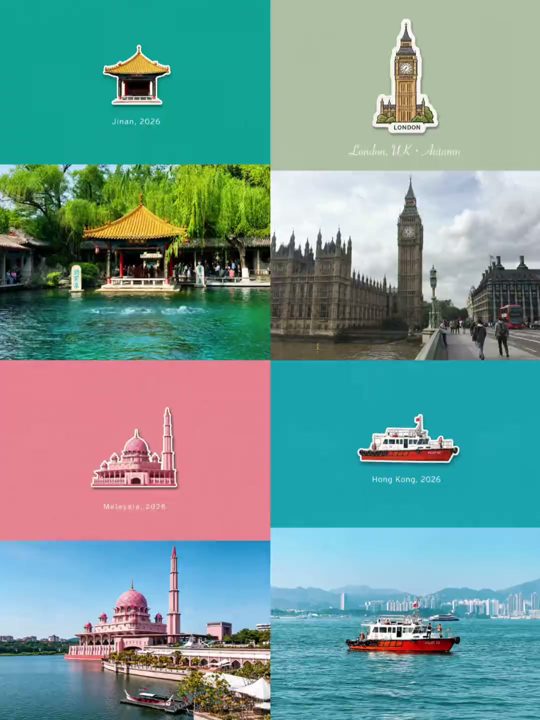 Jinan, 2026
LONDON
London, UK • Autumn
Malaysia, 2026
Hong Kong, 2026